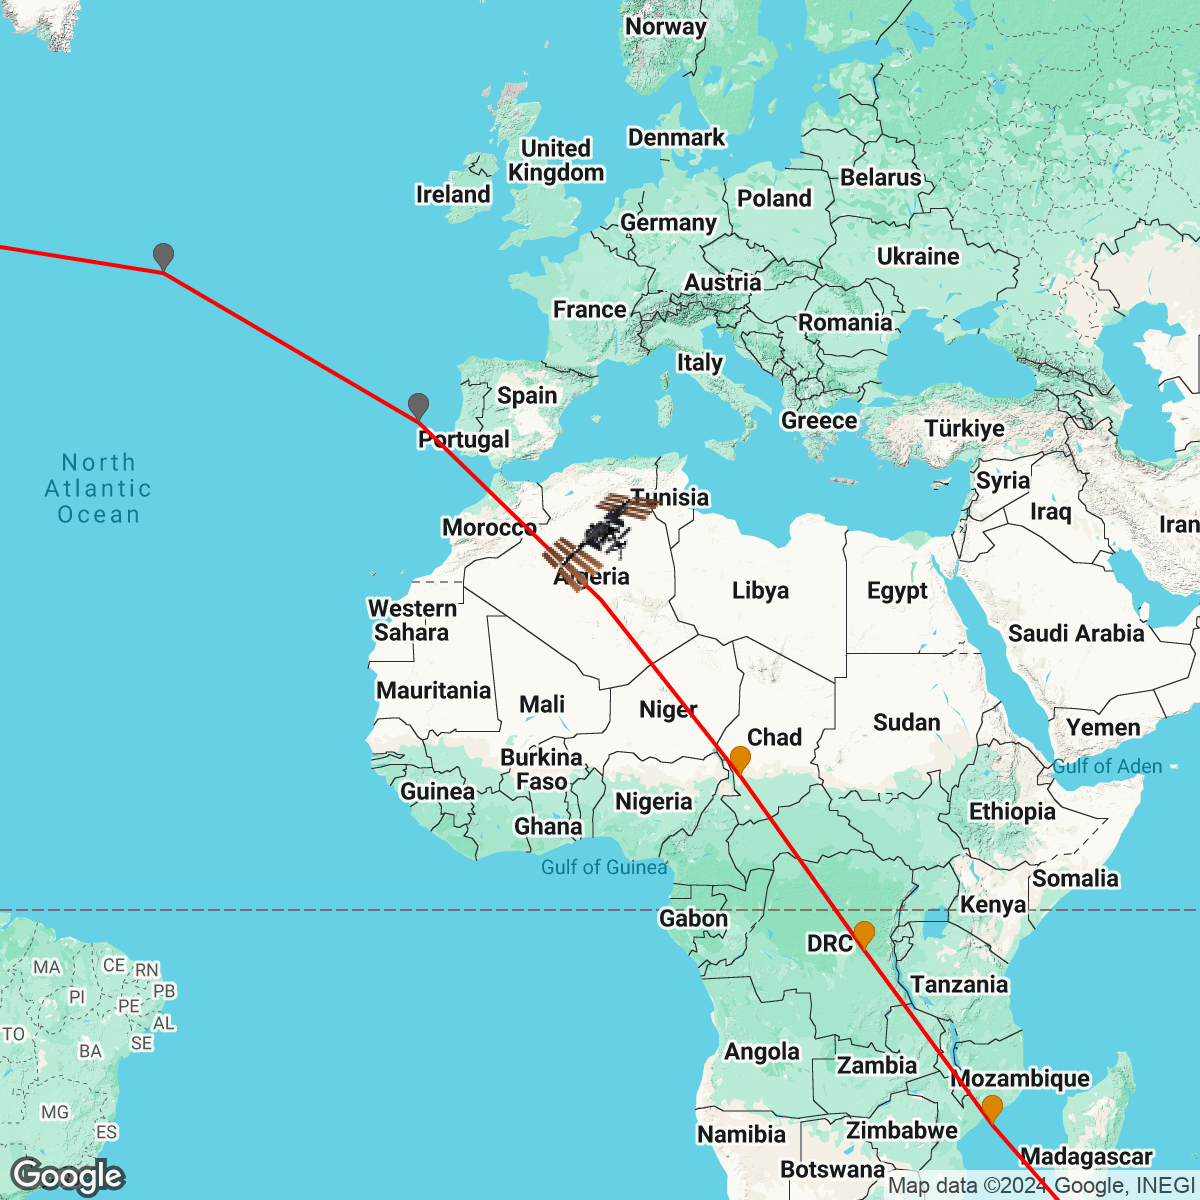 Norway
Denmark
United
Kingdom
Ireland
Belarus
Poland
Germany
Ukraine
Austria
France
Romania
Italy
Spain
Greece
Türkiye
Portugal
North
Atlantic
Ocean
Syria
Tunisia
Iraq
Iran
Morocco
Algeria
Libya
Egypt
Western
Sahara
Saudi Arabia
Mauritania
Mali
Niger
Chad
Sudan
Yemen
Gulf of Aden
Burkina
Faso
Guinea
Nigeria
Ghana
Ethiopia
Gulf of Guinea
Somalia
Kenya
Gabon
DRC
MA
CE
RN
PI
PE
PB
AL
TO
BA
SE
Tanzania
Angola
Zambia
Mozambique
MG
ES
Namibia
Zimbabwe
Madagascar
Botswana
Google
Map data ©2024 Google, INEGI